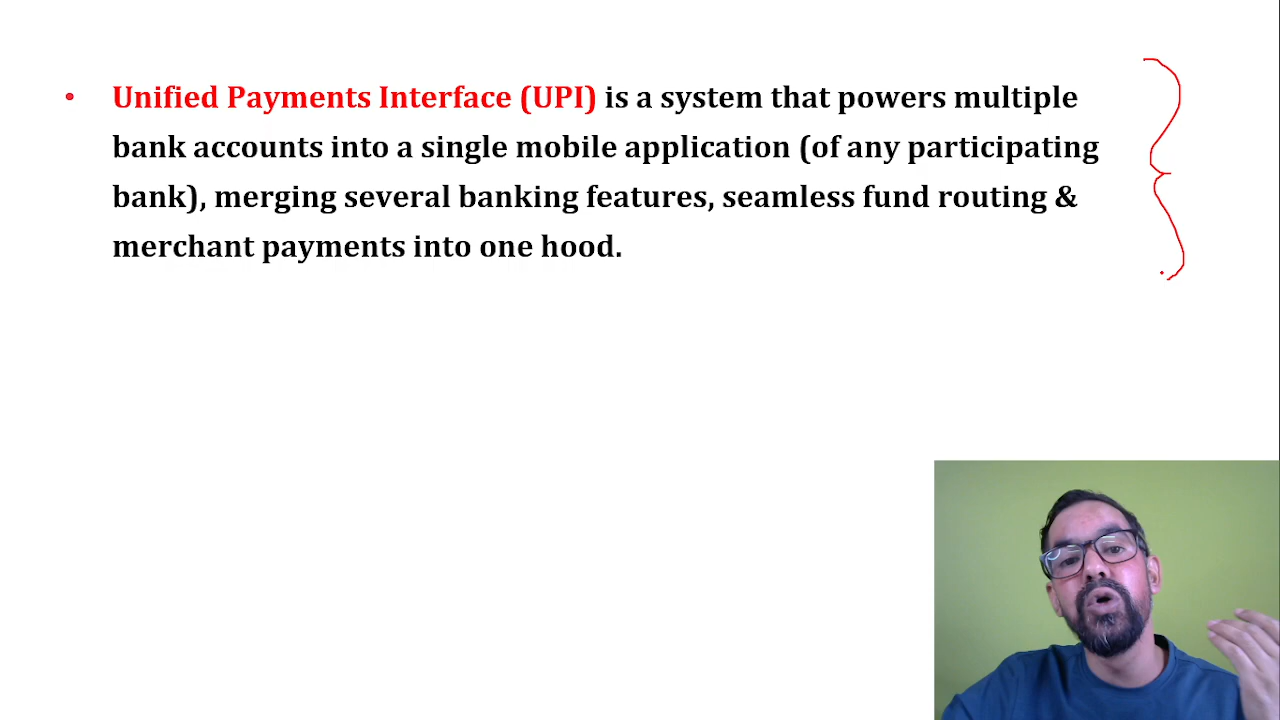 • Unified Payments Interface (UPI) is a system that powers multiple
bank accounts into a single mobile application (of any participating
bank), merging several banking features, seamless fund routing &
merchant payments into one hood.